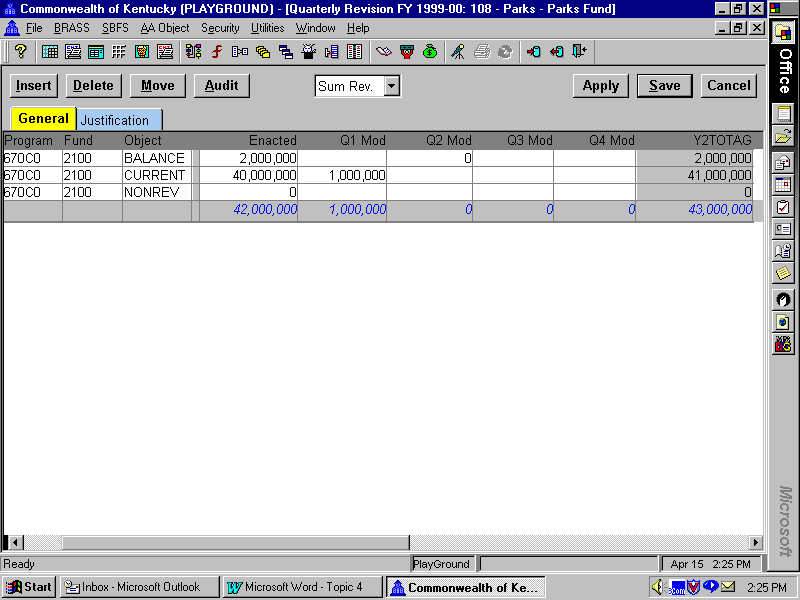 Commonwealth of Kentucky (PLAYGROUND) - [Quarterly Revision FY 1999-00: 108 - Parks - Parks Fund]
File BRASS SBFS AA Object Security Utilities Window Help
Insert Delete Move Audit Sum Rev. Apply Save Cancel
General Justification
Program Fund Object Enacted Q1 Mod Q2 Mod Q3 Mod Q4 Mod Y2TOTAG
670C0 2100 BALANCE 2,000,000 0 2,000,000
670C0 2100 CURRENT 40,000,000 1,000,000 41,000,000
670C0 2100 NONREV 0 0
42,000,000 1,000,000 0 0 0 43,000,000
Office
Microsoft
Ready PlayGround Apr 15 2:25 PM
Start Inbox - Microsoft Outlook Microsoft Word - Topic 4 Commonwealth of Ke... 3Com 2:25 PM